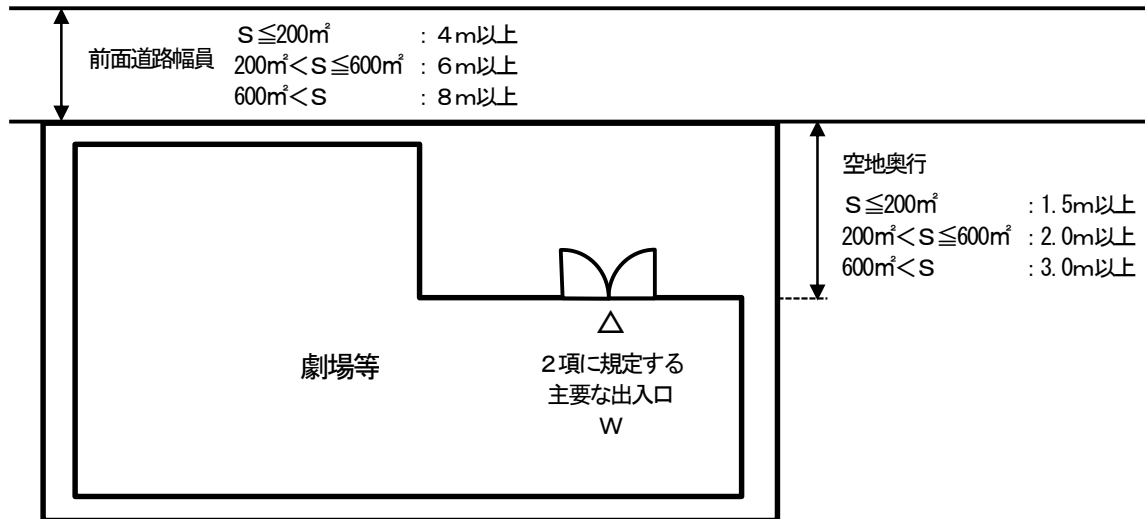 前面道路幅員
S≦200㎡ : 4m以上
200㎡<S≦600㎡ : 6m以上
600㎡<S : 8m以上
空地奥行
S≦200㎡ : 1.5m以上
200㎡<S≦600㎡ : 2.0m以上
600㎡<S : 3.0m以上
劇場等
2項に規定する
主要な出入口
W